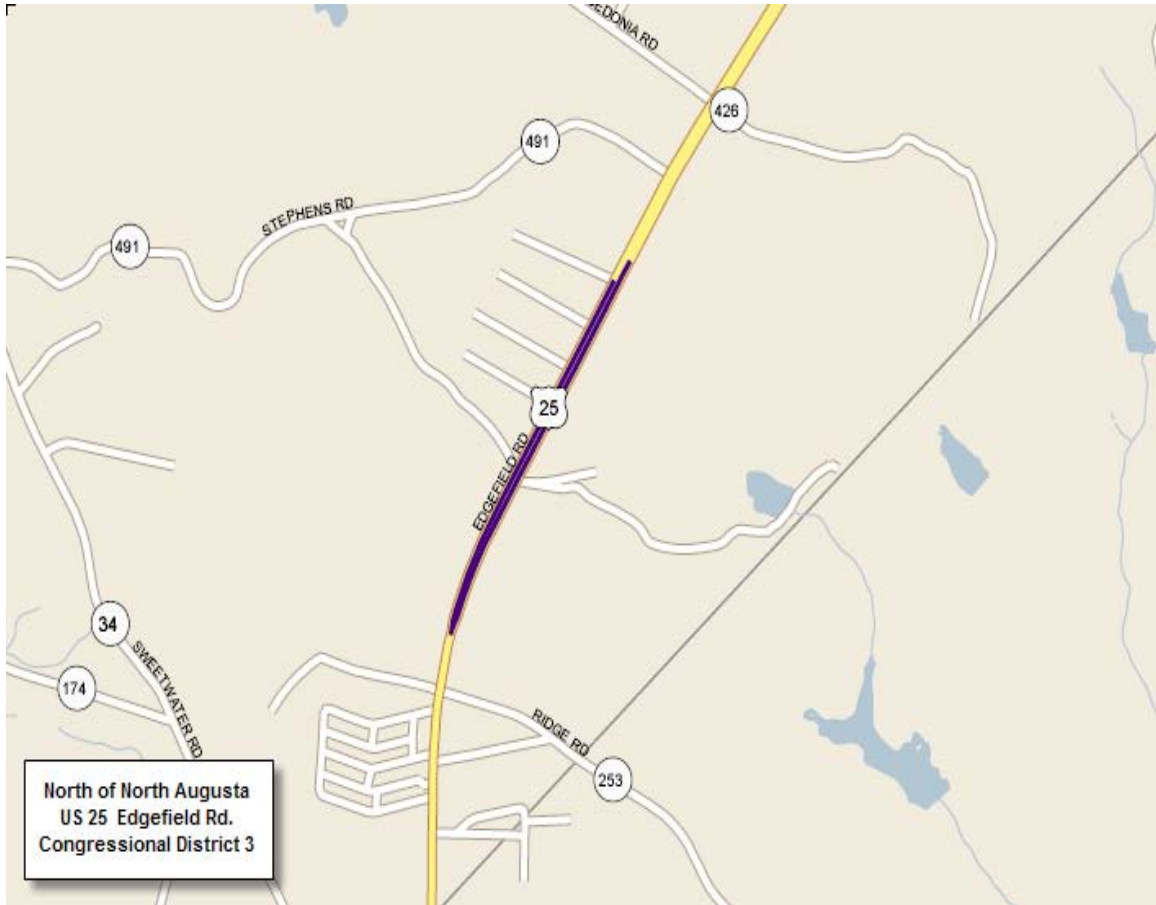 EDONIA RD
426
491
STEPHENS RD
491
25
EDGEFIELD RD
34
SWEETWATER RD
174
RIDGE RD
253
North of North Augusta
US 25 Edgefield Rd.
Congressional District 3